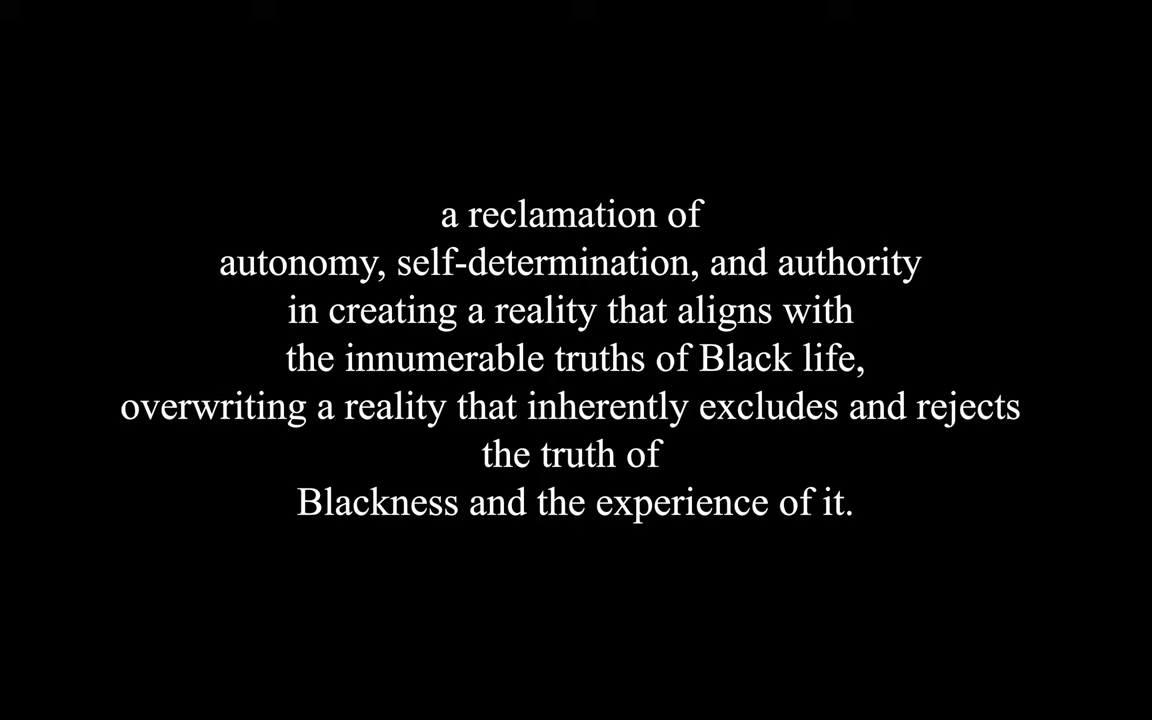 a reclamation of
autonomy, self-determination, and authority
in creating a reality that aligns with
the innumerable truths of Black life,
overwriting a reality that inherently excludes and rejects
the truth of
Blackness and the experience of it.